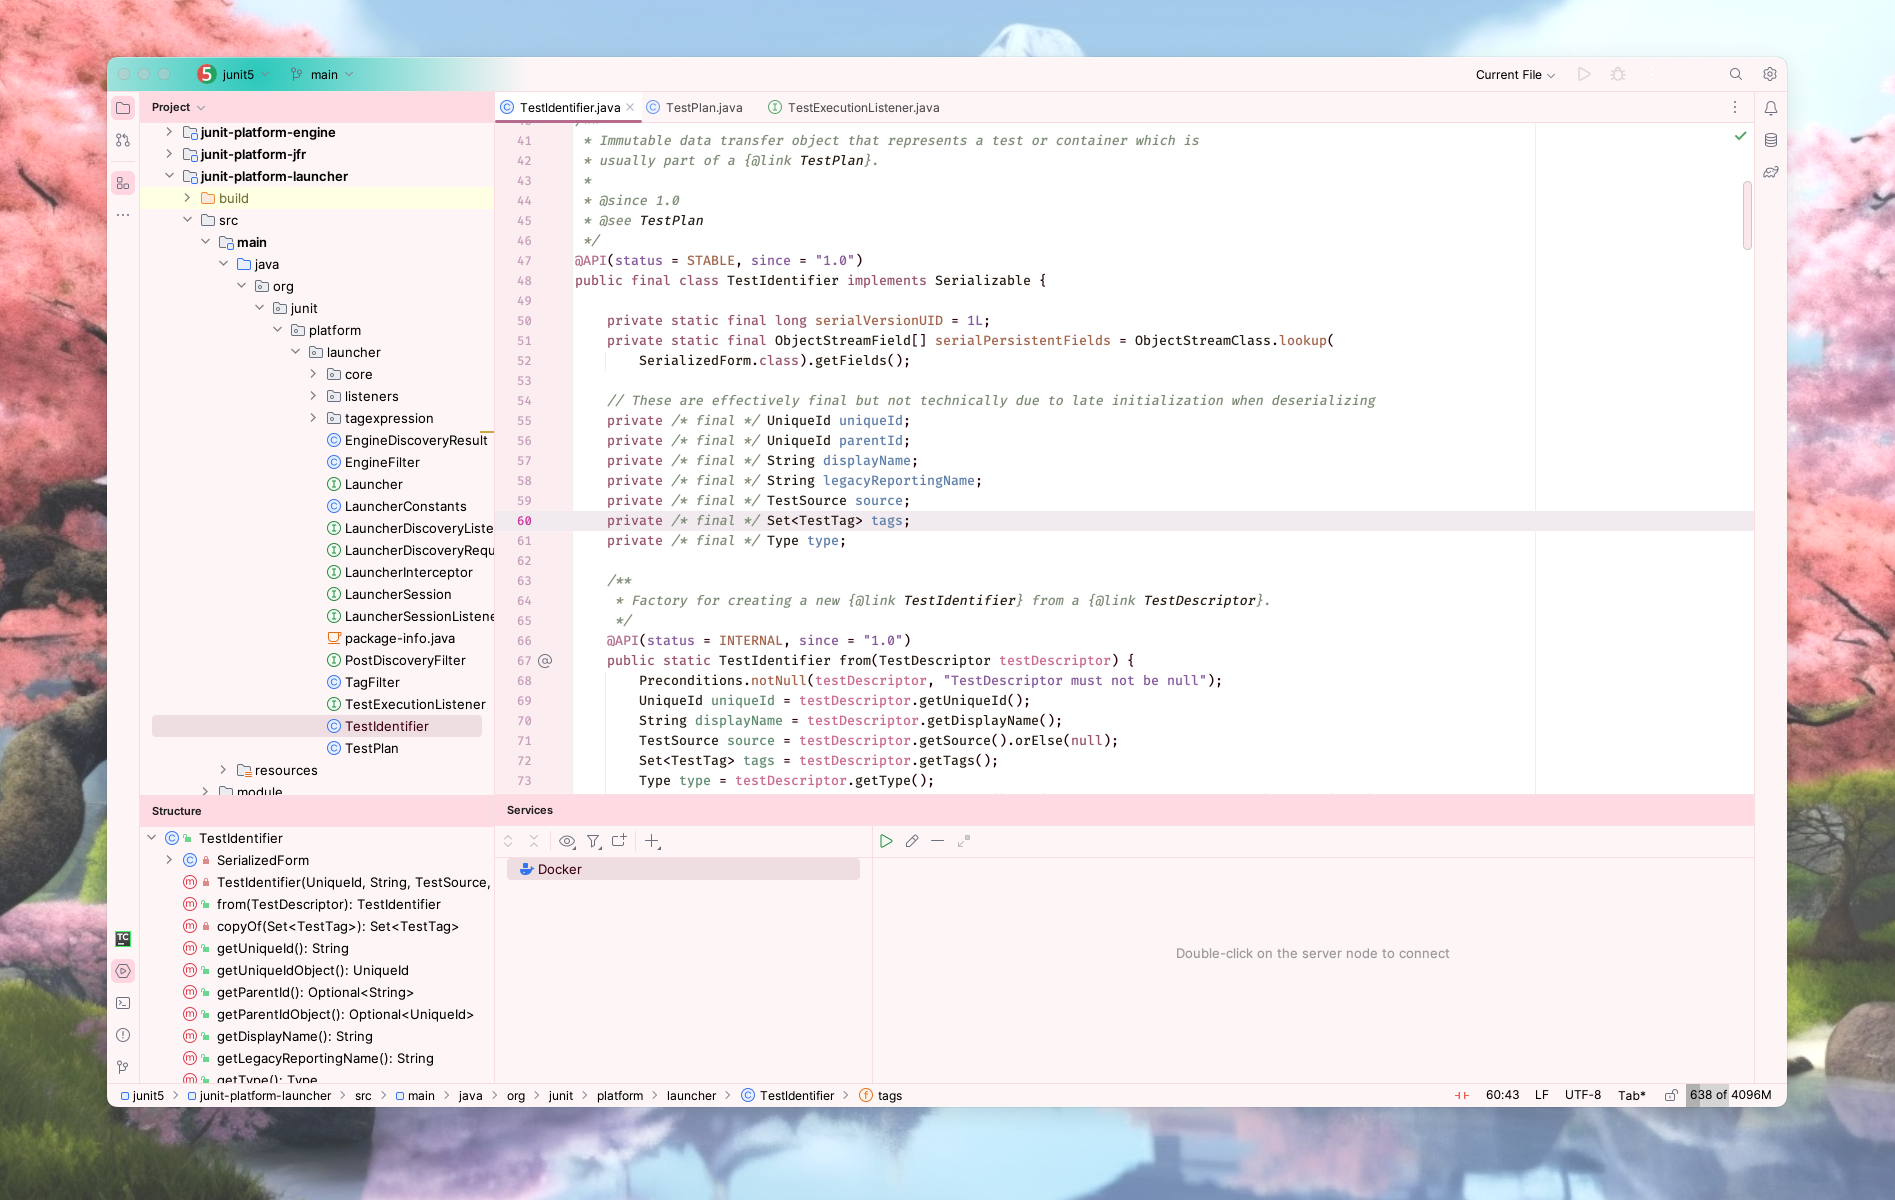 junit5 main Current File
Project
junit-platform-engine
junit-platform-jfr
junit-platform-launcher
build
src
main
java
org
junit
platform
launcher
core
listeners
tagexpression
EngineDiscoveryResult
EngineFilter
Launcher
LauncherConstants
LauncherDiscoveryListe
LauncherDiscoveryRequ
LauncherInterceptor
LauncherSession
LauncherSessionListene
package-info.java
PostDiscoveryFilter
TagFilter
TestExecutionListener
TestIdentifier
TestPlan
resources
module
TestIdentifier.java TestPlan.java TestExecutionListener.java
41 * Immutable data transfer object that represents a test or container which is
42 * usually part of a {@link TestPlan}.
43 *
44 * @since 1.0
45 * @see TestPlan
46 */
47 @API(status = STABLE, since = "1.0")
48 public final class TestIdentifier implements Serializable {
49
50 private static final long serialVersionUID = 1L;
51 private static final ObjectStreamField[] serialPersistentFields = ObjectStreamClass.lookup(
52 SerializedForm.class).getFields();
53
54 // These are effectively final but not technically due to late initialization when deserializing
55 private /* final */ UniqueId uniqueId;
56 private /* final */ UniqueId parentId;
57 private /* final */ String displayName;
58 private /* final */ String legacyReportingName;
59 private /* final */ TestSource source;
60 private /* final */ Set<TestTag> tags;
61 private /* final */ Type type;
62
63 /**
64 * Factory for creating a new {@link TestIdentifier} from a {@link TestDescriptor}.
65 */
66 @API(status = INTERNAL, since = "1.0")
67 public static TestIdentifier from(TestDescriptor testDescriptor) {
68 Preconditions.notNull(testDescriptor, "TestDescriptor must not be null");
69 UniqueId uniqueId = testDescriptor.getUniqueId();
70 String displayName = testDescriptor.getDisplayName();
71 TestSource source = testDescriptor.getSource().orElse(null);
72 Set<TestTag> tags = testDescriptor.getTags();
73 Type type = testDescriptor.getType();
Structure
TestIdentifier
SerializedForm
TestIdentifier(UniqueId, String, TestSource,
from(TestDescriptor): TestIdentifier
copyOf(Set<TestTag>): Set<TestTag>
getUniqueId(): String
getUniqueIdObject(): UniqueId
getParentId(): Optional<String>
getParentIdObject(): Optional<UniqueId>
getDisplayName(): String
getLegacyReportingName(): String
getType(): Type
Services
Docker
Double-click on the server node to connect
junit5 junit-platform-launcher src main java org junit platform launcher TestIdentifier tags 60:43 LF UTF-8 Tab* 638 of 4096M